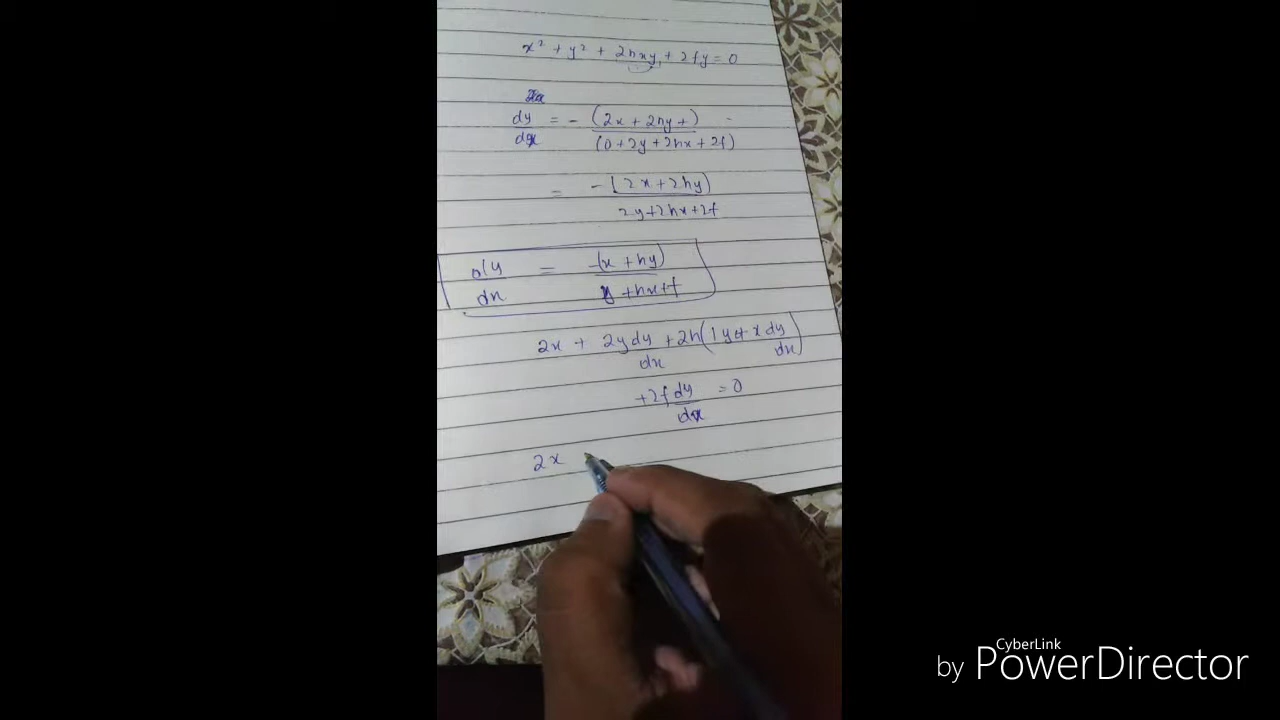 x² + y² + 2hxy + 2fy = 0
dy/dx = - (2x + 2hy + ) / (0 + 2y + 2hx + 2f)
= -(2x + 2hy) / 2y + 2hx + 2f
dy/dx = -(x + hy) / y + hx + f
2x + 2y dy/dx + 2h(1y + x dy/dx)
+2f dy/dx = 0
2x
CyberLink
by PowerDirector